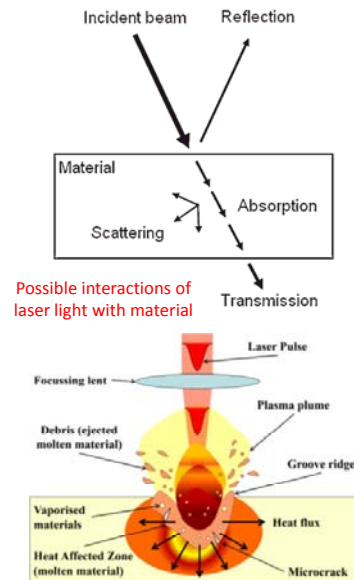 Incident beam
Reflection
Material
Absorption
Scattering
Possible interactions of
laser light with material
Transmission
Laser Pulse
Focussing lent
Plasma plume
Debris (ejected
molten material)
Groove ridge
Vaporised
materials
Heat flux
Heat Affected Zone
(molten material)
Microcrack